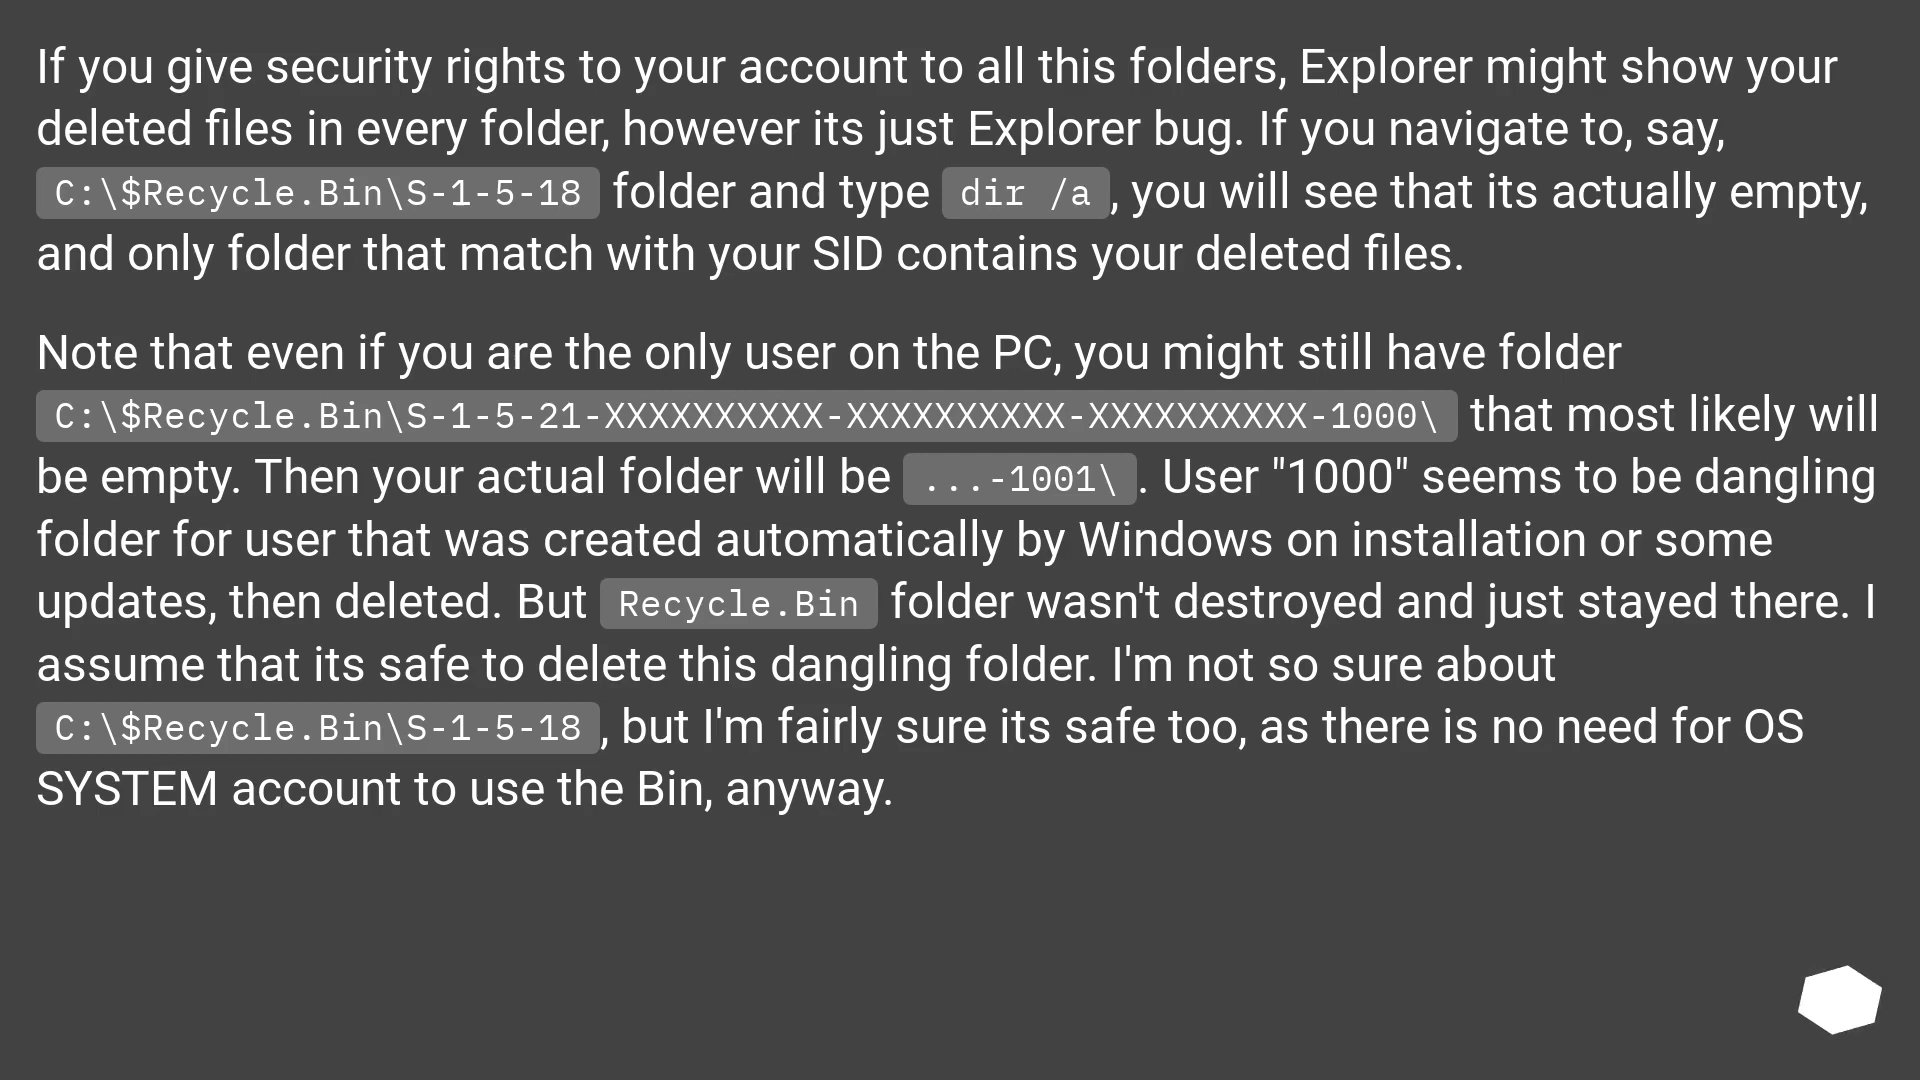 If you give security rights to your account to all this folders, Explorer might show your
deleted files in every folder, however its just Explorer bug. If you navigate to, say,
C:\$Recycle.Bin\S-1-5-18 folder and type dir /a, you will see that its actually empty,
and only folder that match with your SID contains your deleted files.
Note that even if you are the only user on the PC, you might still have folder
C:\$Recycle.Bin\S-1-5-21-XXXXXXXXXX-XXXXXXXXXX-XXXXXXXXXX-1000\ that most likely will
be empty. Then your actual folder will be ...-1001\. User "1000" seems to be dangling
folder for user that was created automatically by Windows on installation or some
updates, then deleted. But Recycle.Bin folder wasn't destroyed and just stayed there. I
assume that its safe to delete this dangling folder. I'm not so sure about
C:\$Recycle.Bin\S-1-5-18, but I'm fairly sure its safe too, as there is no need for OS
SYSTEM account to use the Bin, anyway.